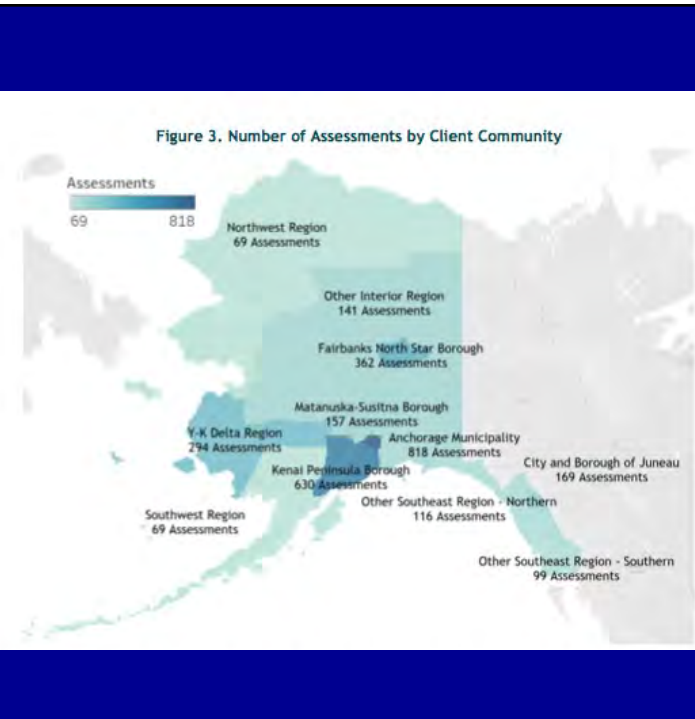 Figure 3. Number of Assessments by Client Community
Assessments
69 818
Northwest Region
69 Assessments
Other Interior Region
141 Assessments
Fairbanks North Star Borough
362 Assessments
Matanuska-Susitna Borough
157 Assessments
Y-K Delta Region
294 Assessments
Anchorage Municipality
818 Assessments
Kenai Peninsula Borough
630 Assessments
City and Borough of Juneau
169 Assessments
Other Southeast Region - Northern
116 Assessments
Southwest Region
69 Assessments
Other Southeast Region - Southern
99 Assessments